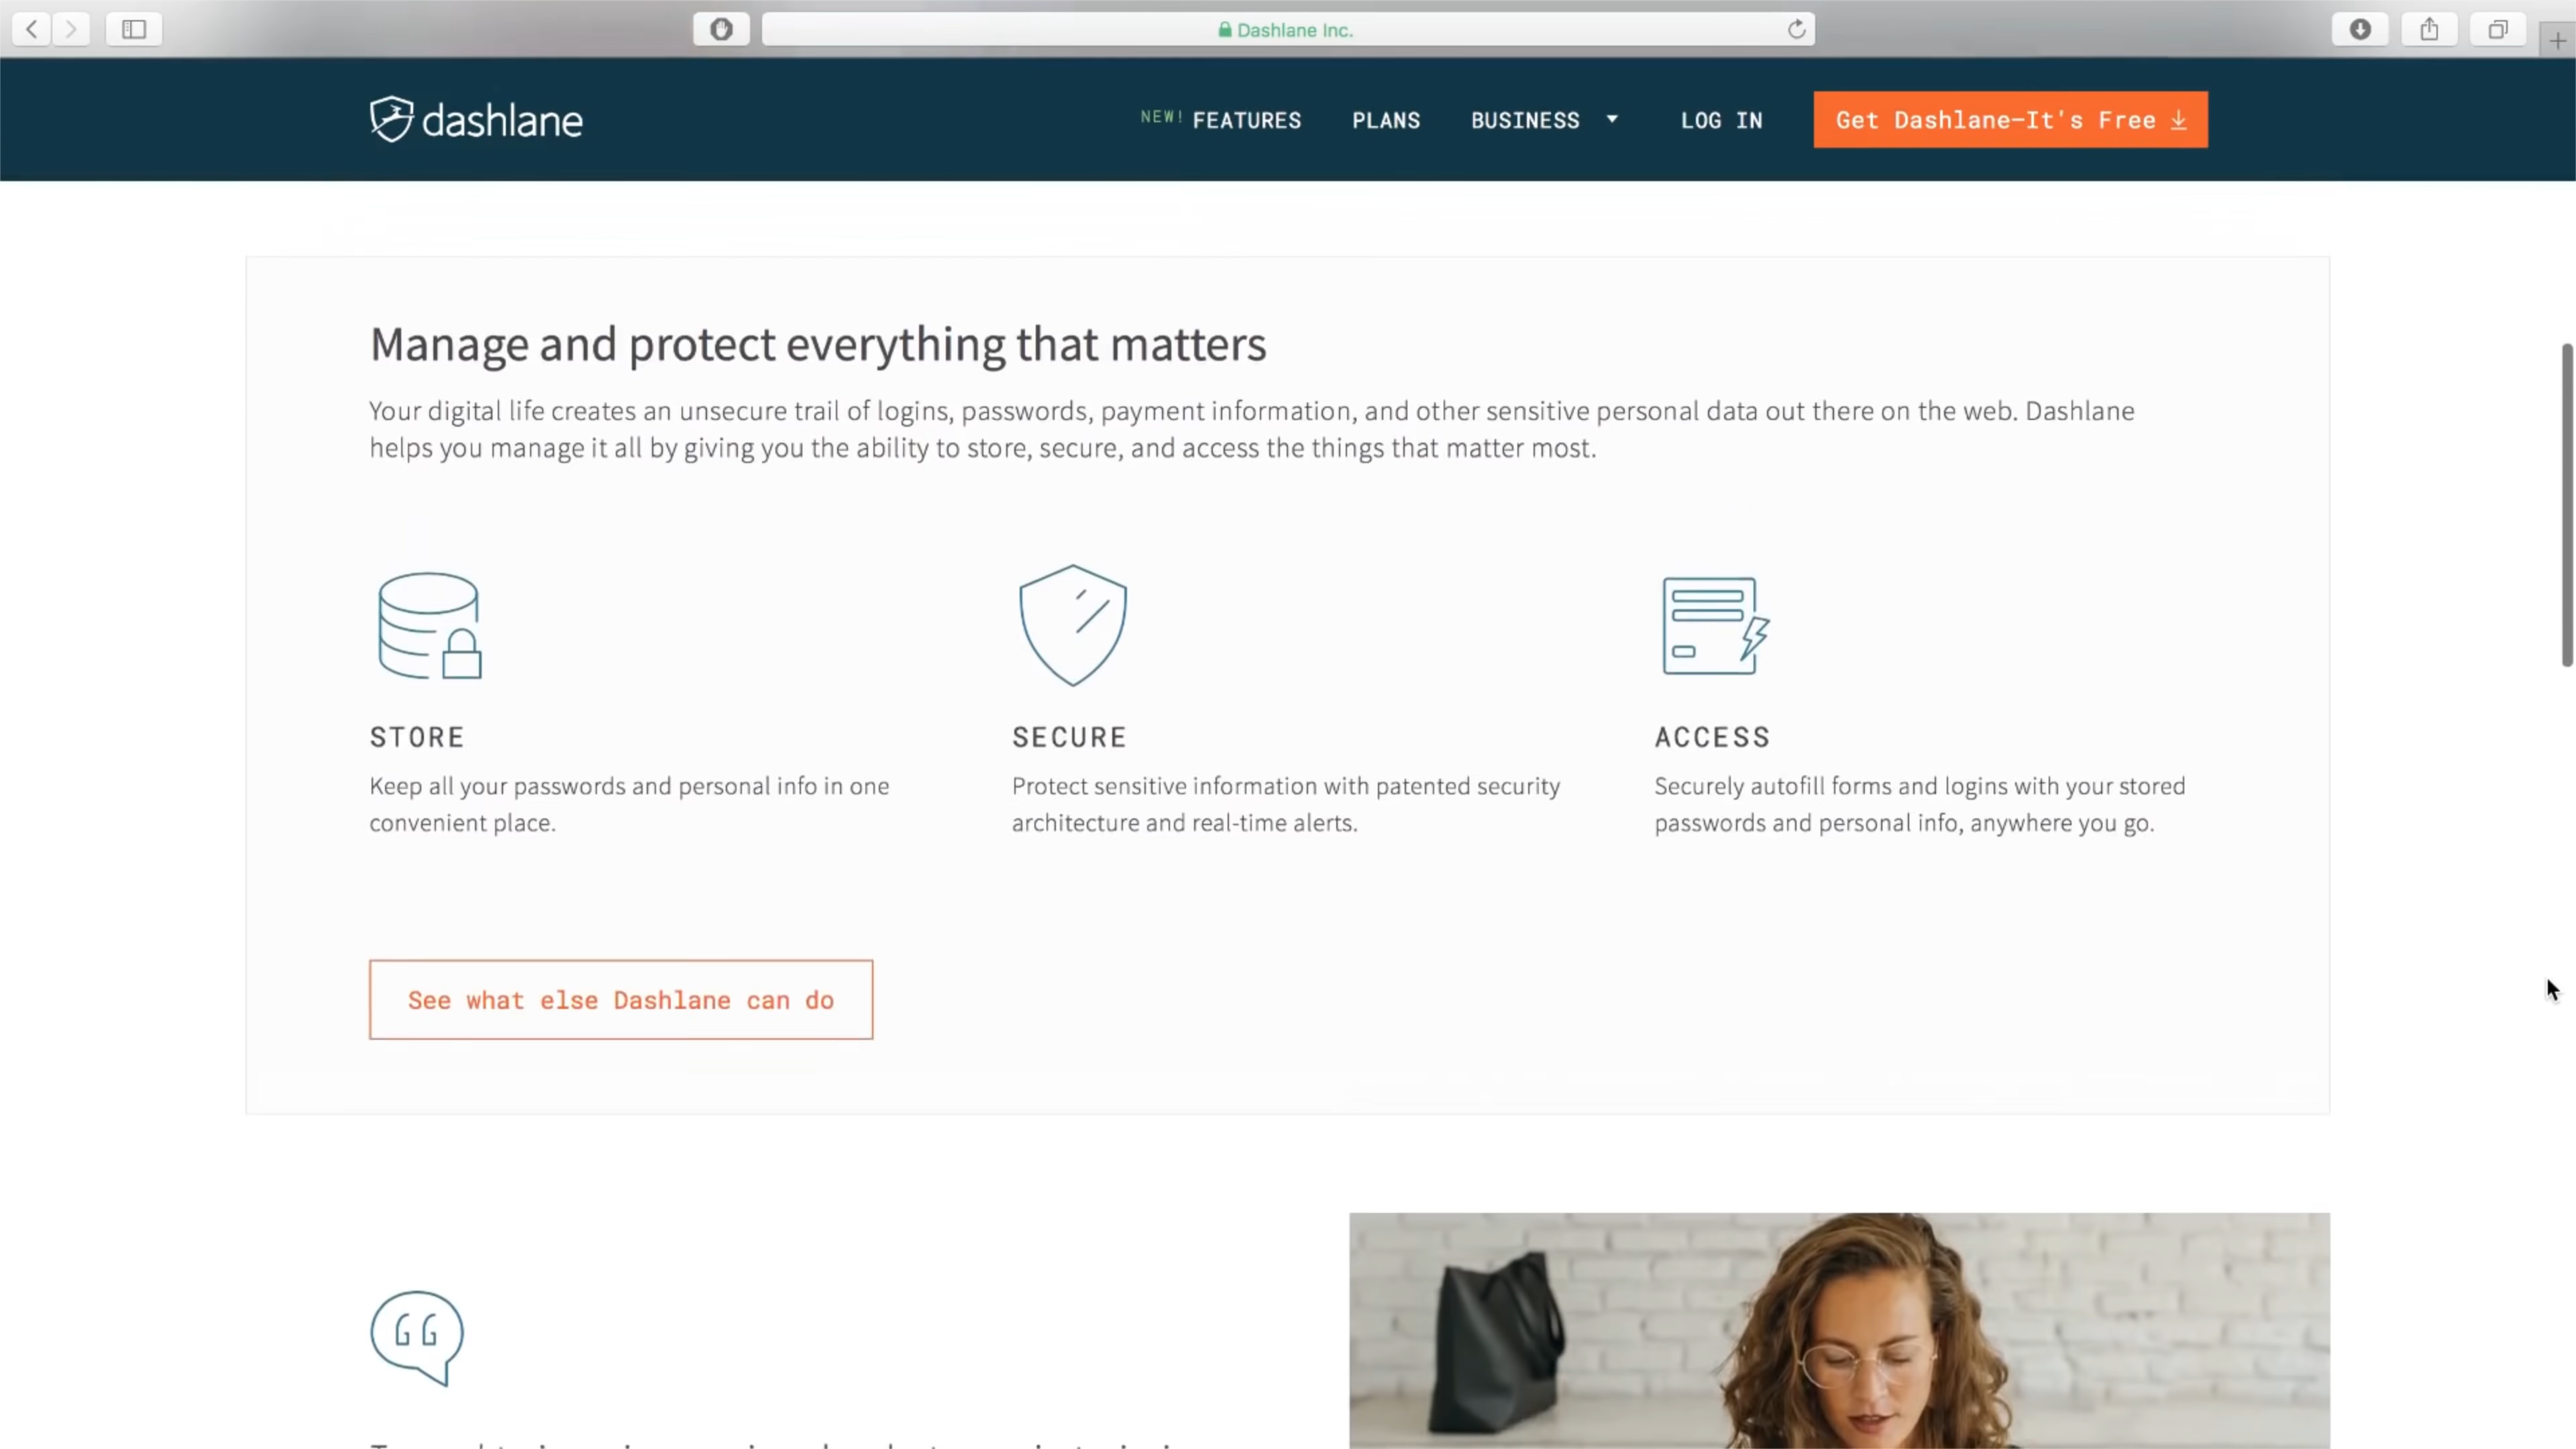 Dashlane Inc.
dashlane
NEW! FEATURES PLANS BUSINESS LOG IN Get Dashlane—It's Free
Manage and protect everything that matters
Your digital life creates an unsecure trail of logins, passwords, payment information, and other sensitive personal data out there on the web. Dashlane
helps you manage it all by giving you the ability to store, secure, and access the things that matter most.
STORE
Keep all your passwords and personal info in one
convenient place.
SECURE
Protect sensitive information with patented security
architecture and real-time alerts.
ACCESS
Securely autofill forms and logins with your stored
passwords and personal info, anywhere you go.
See what else Dashlane can do